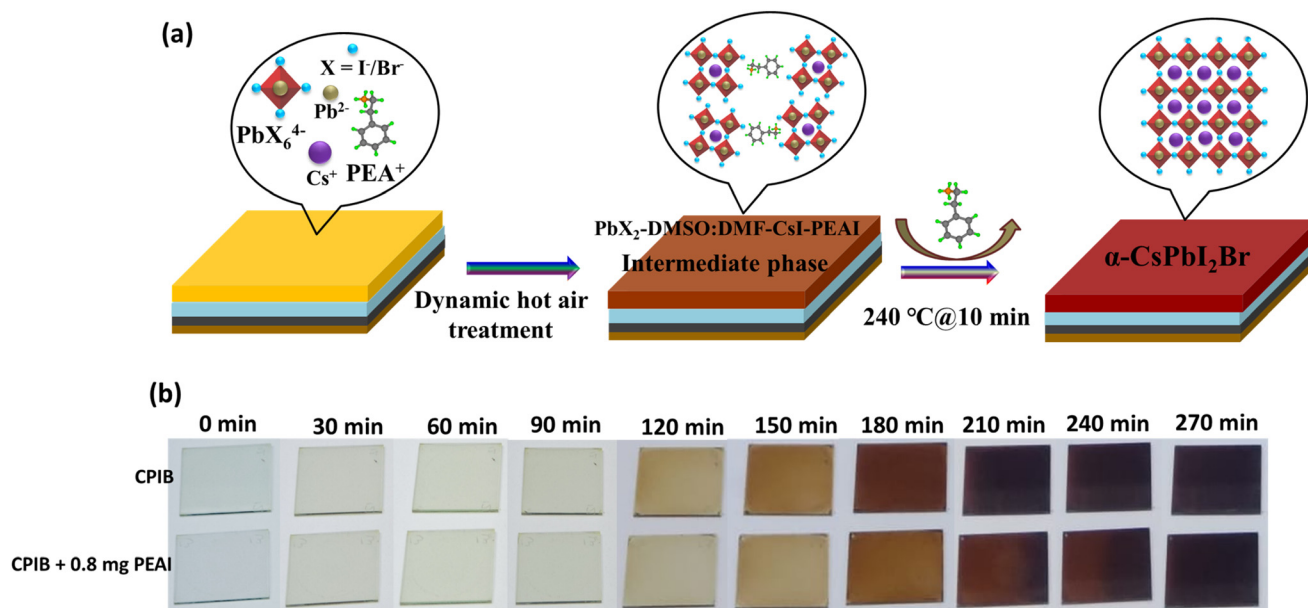 (a)
X = I⁻/Br⁻
Pb²⁻
PbX₆⁴⁻
Cs⁺
PEA⁺
Dynamic hot air
treatment
PbX₂-DMSO:DMF-CsI-PEAI
Intermediate phase
240 °C@10 min
α-CsPbI₂Br
(b)
0 min 30 min 60 min 90 min 120 min 150 min 180 min 210 min 240 min 270 min
CPIB
CPIB + 0.8 mg PEAI